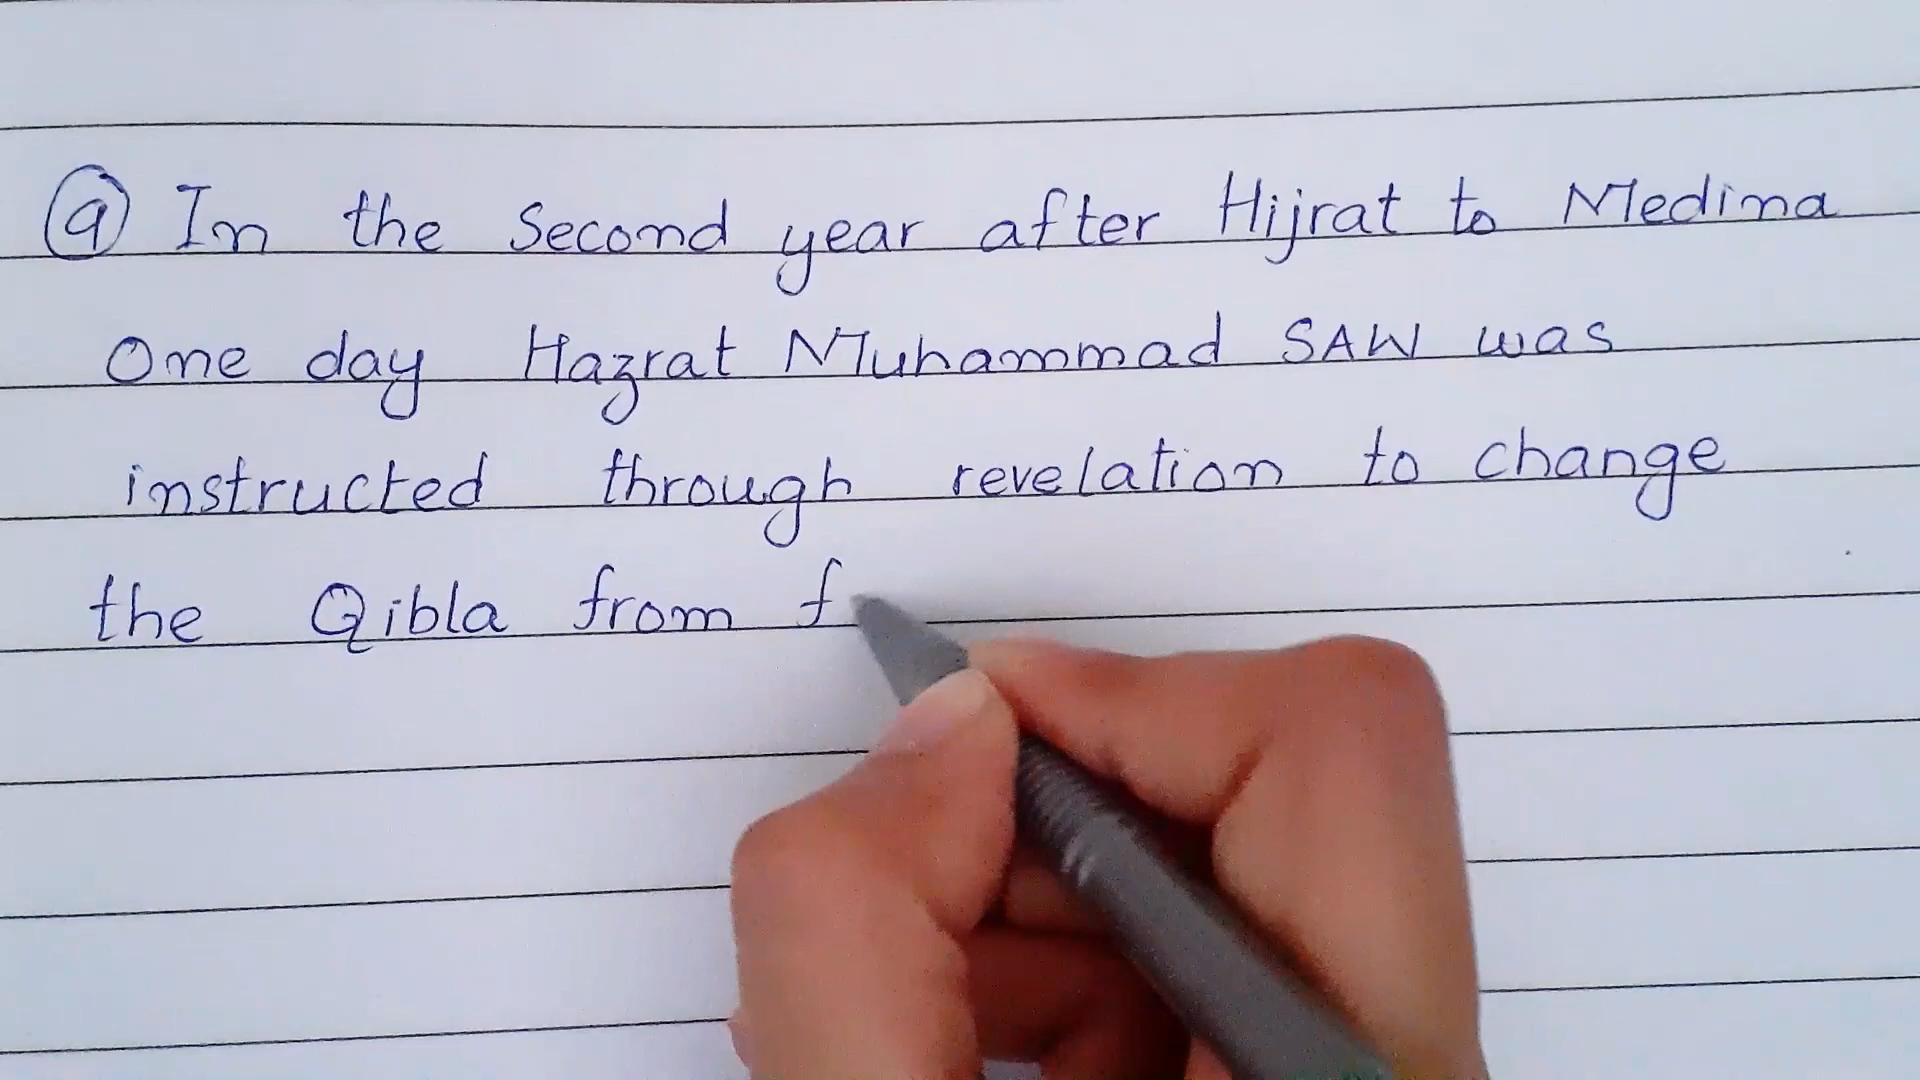 9 In the Second year after Hijrat to Medina
One day Hazrat Muhammad SAW was
instructed through revelation to change
the Qibla from f